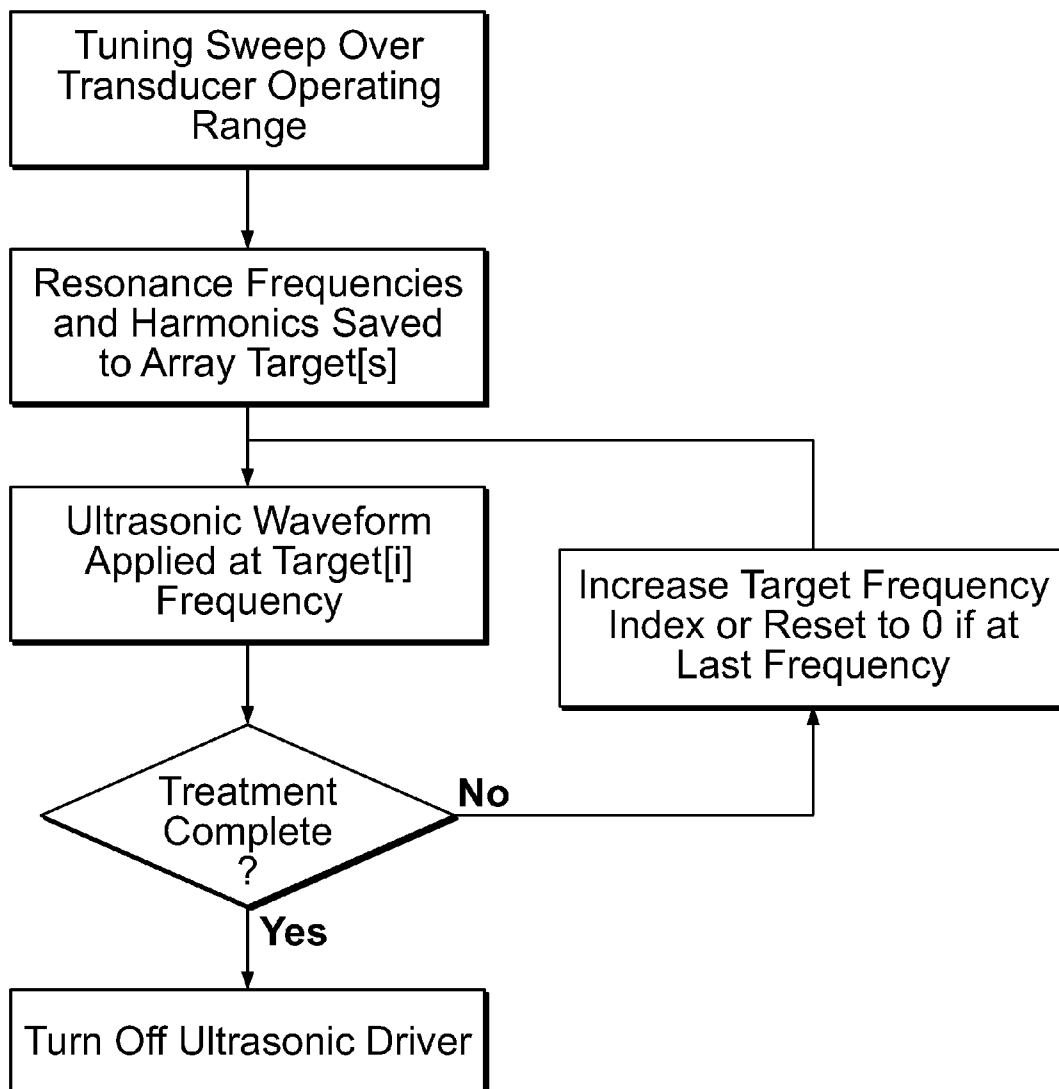 Tuning Sweep Over
Transducer Operating
Range
Resonance Frequencies
and Harmonics Saved
to Array Target[s]
Ultrasonic Waveform
Applied at Target[i]
Frequency
Increase Target Frequency
Index or Reset to 0 if at
Last Frequency
Treatment
Complete
?
No
Yes
Turn Off Ultrasonic Driver